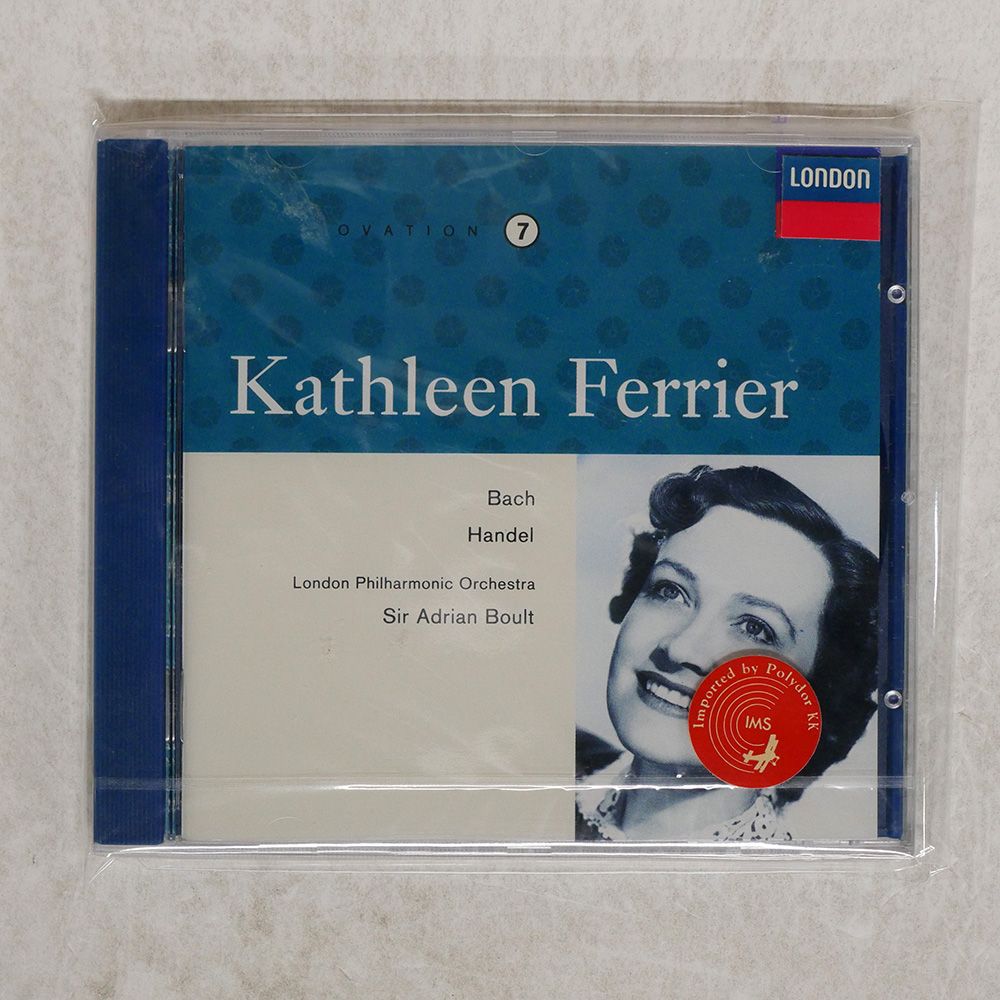 LONDON
OVATION 7
Kathleen Ferrier
Bach
Handel
London Philharmonic Orchestra
Sir Adrian Boult
Imported by Polydor KK
IMS